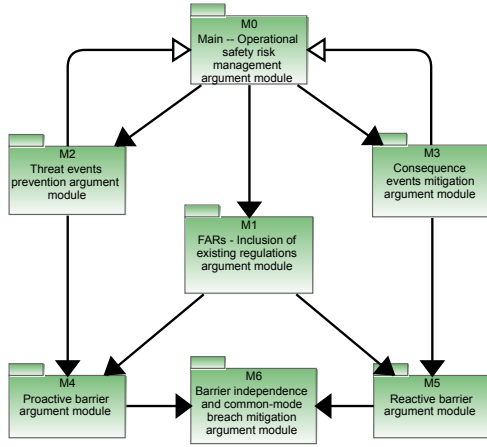 M0
Main -- Operational
safety risk
management
argument module
M2
Threat events
prevention argument
module
M3
Consequence
events mitigation
argument module
M1
FARs - Inclusion of
existing regulations
argument module
M4
Proactive barrier
argument module
M6
Barrier independence
and common-mode
breach mitigation
argument module
M5
Reactive barrier
argument module